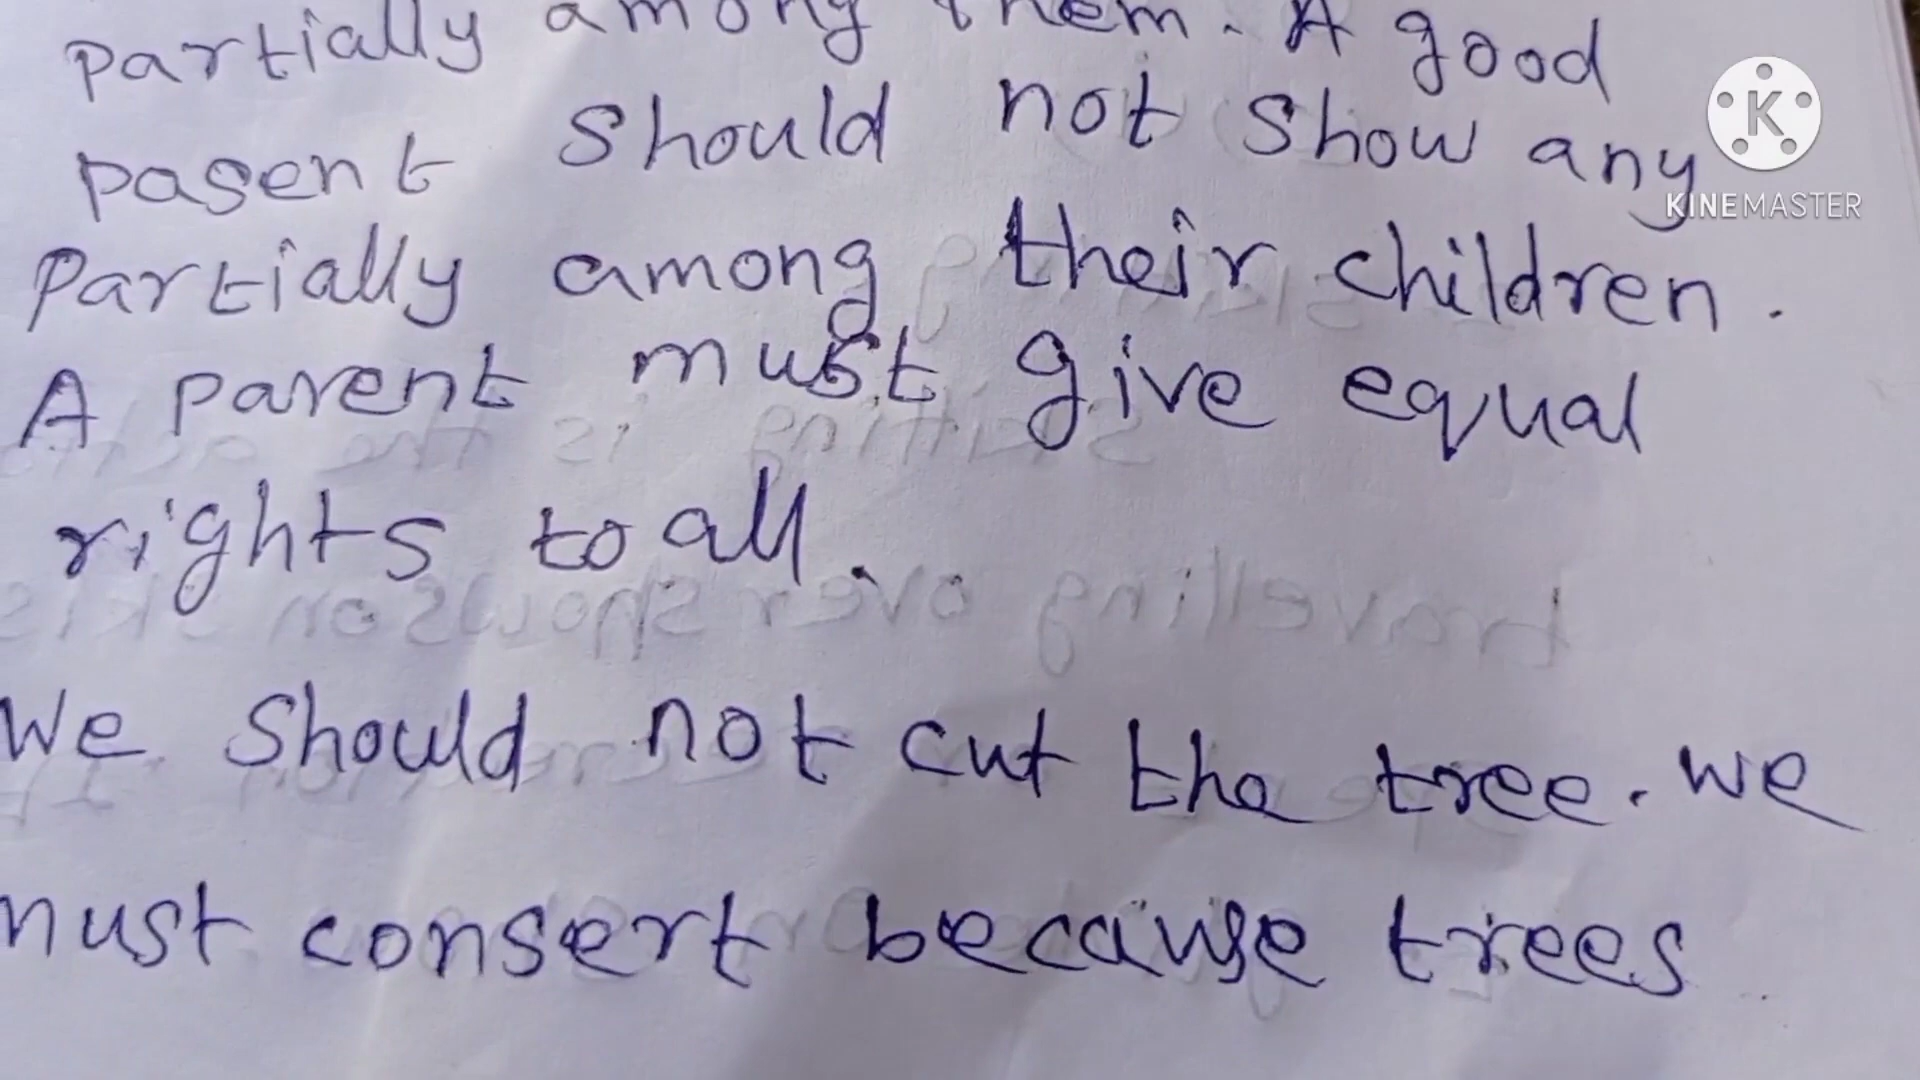 partially among them. A good
pasent should not show any
Partially among their children.
A parent must give equal
rights to all.
We should not cut the tree. we
must consert because trees
K
KINEMASTER